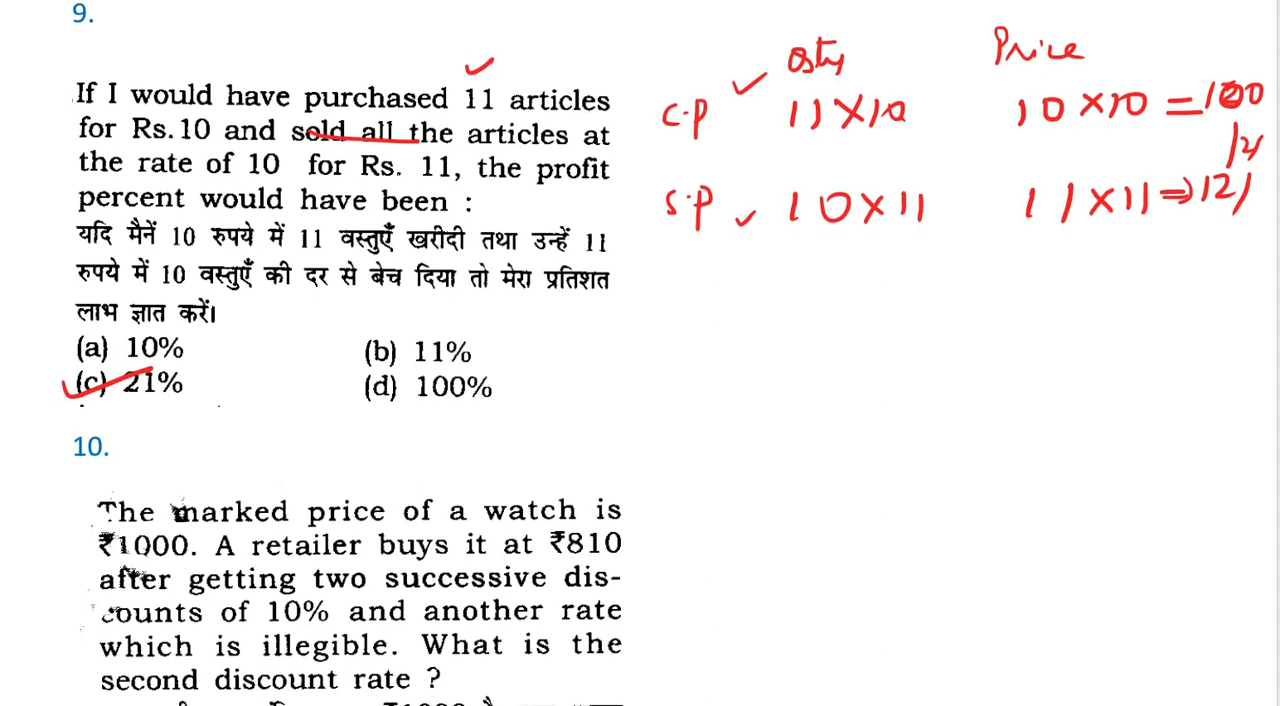 9.
If I would have purchased 11 articles
for Rs. 10 and sold all the articles at
the rate of 10 for Rs. 11, the profit
percent would have been :
यदि मैनें 10 रुपये में 11 वस्तुएँ खरीदी तथा उन्हें 11
रुपये में 10 वस्तुएँ की दर से बेच दिया तो मेरा प्रतिशत
लाभ ज्ञात करें।
(a) 10% (b) 11%
(c) 21% (d) 100%
Qty Price
C.P 11×10 10×10 = 100
S.P 10×11 11×11 ⇒ 121
10.
The marked price of a watch is
₹1000. A retailer buys it at ₹810
after getting two successive dis-
counts of 10% and another rate
which is illegible. What is the
second discount rate ?